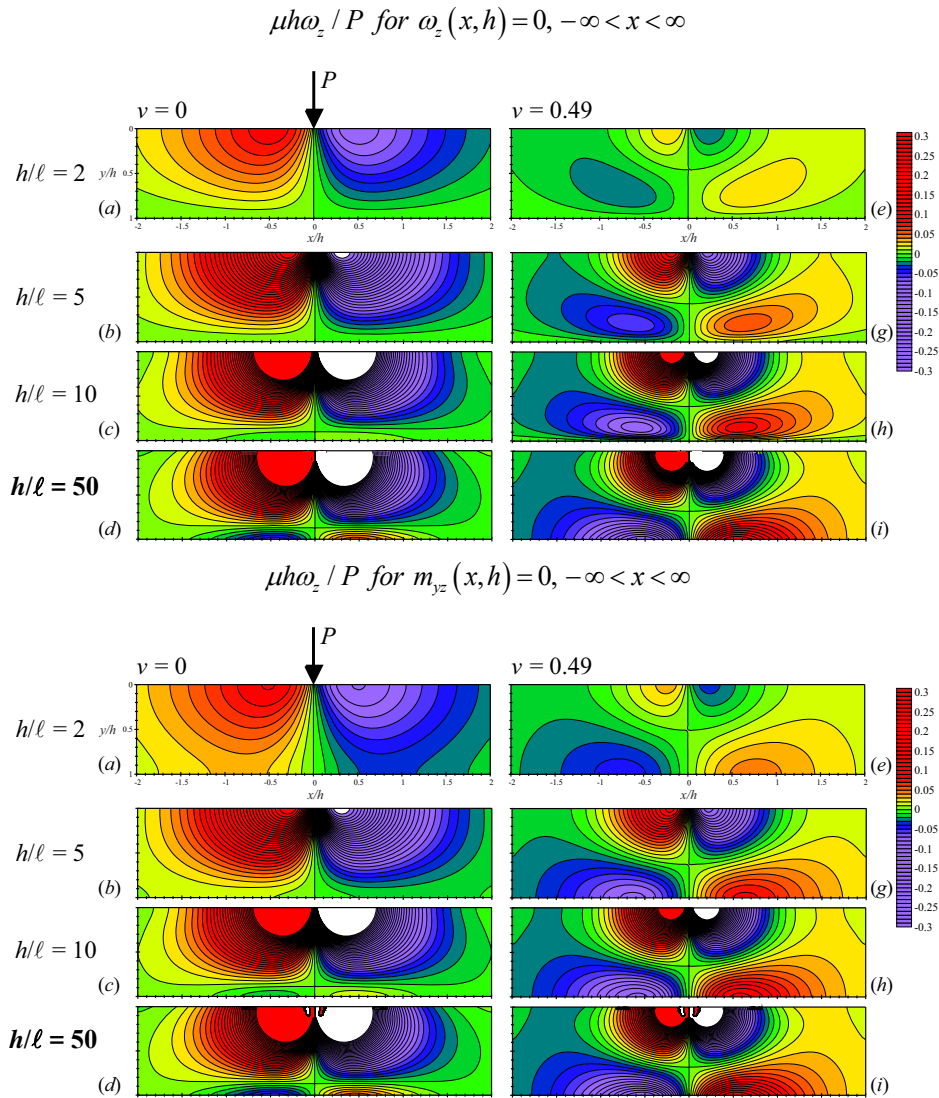 μhω_z / P for ω_z(x,h) = 0, −∞ < x < ∞
P
ν = 0
ν = 0.49
h/ℓ = 2
y/h
0
0.5
1
(a)
-2 -1.5 -1 -0.5 0 0.5 1 1.5 2
x/h
-2 -1.5 -1 -0.5 0 0.5 1 1.5 2
x/h
(e)
0.3
0.25
0.2
0.15
0.1
0.05
0
-0.05
-0.1
-0.15
-0.2
-0.25
-0.3
h/ℓ = 5
(b)
(g)
h/ℓ = 10
(c)
(h)
h/ℓ = 50
(d)
(i)
μhω_z / P for m_yz(x,h) = 0, −∞ < x < ∞
P
ν = 0
ν = 0.49
h/ℓ = 2
y/h
0
0.5
1
(a)
-2 -1.5 -1 -0.5 0 0.5 1 1.5 2
x/h
-2 -1.5 -1 -0.5 0 0.5 1 1.5 2
x/h
(e)
0.3
0.25
0.2
0.15
0.1
0.05
0
-0.05
-0.1
-0.15
-0.2
-0.25
-0.3
h/ℓ = 5
(b)
(g)
h/ℓ = 10
(c)
(h)
h/ℓ = 50
(d)
(i)